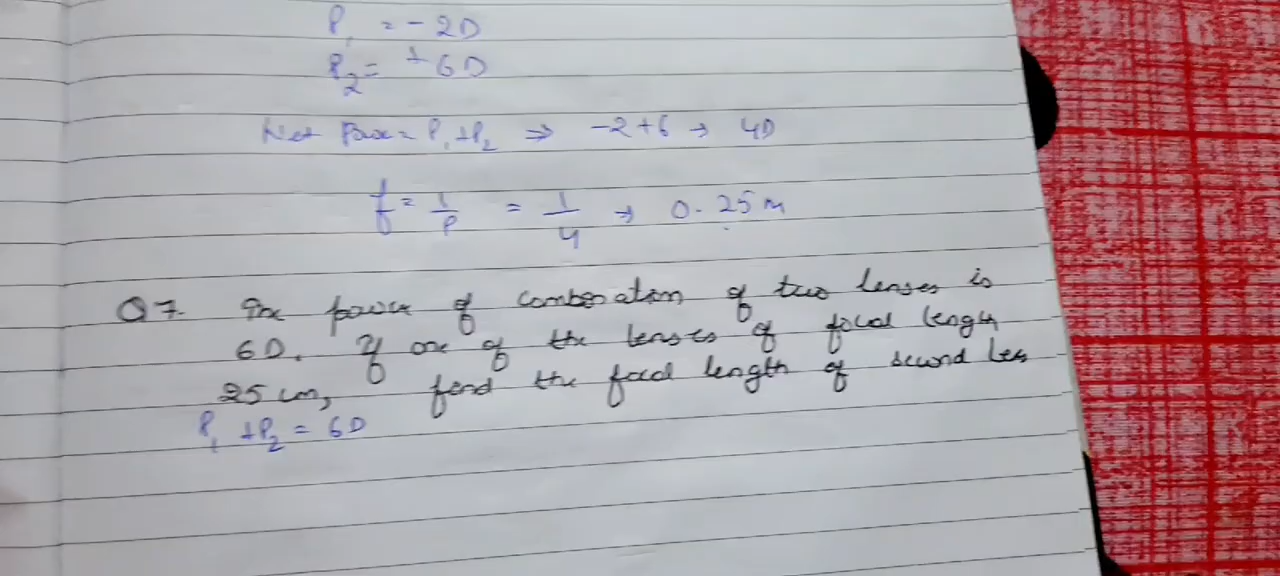 P₁ = - 2D
P₂ = + 6D
Net Power = P₁ + P₂ ⇒ -2+6 → 4D
f = 1/P = 1/4 → 0.25 m
Q7. The power of combination of two lenses is
6D. If one of the lenses of focal length
25 cm, find the focal length of second lens
P₁ + P₂ = 6D